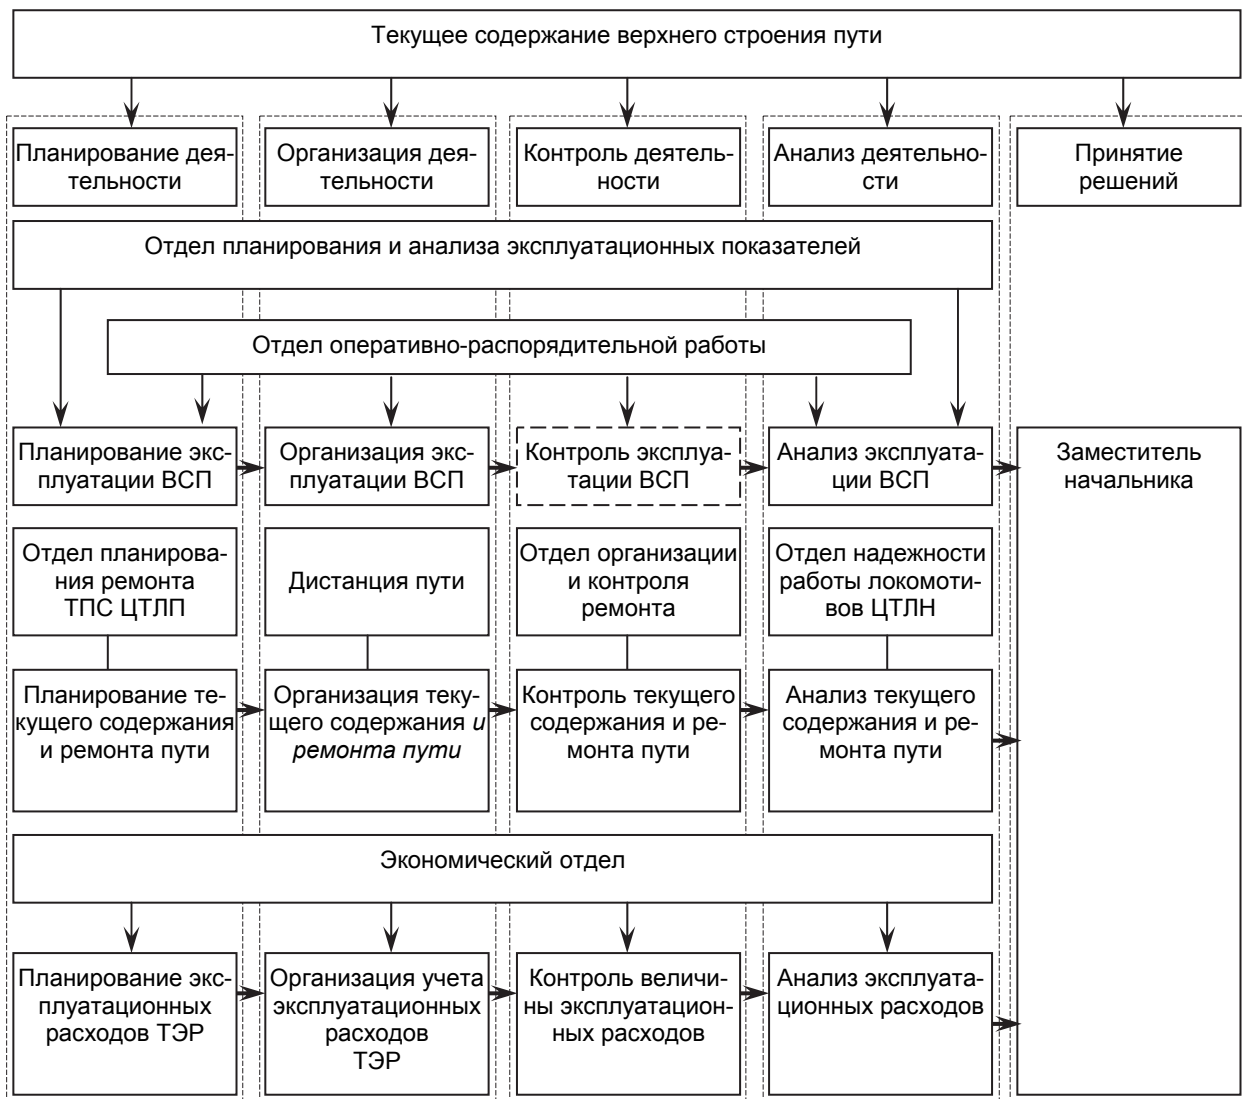 Текущее содержание верхнего строения пути
Планирование дея-
тельности
Организация дея-
тельности
Контроль деятель-
ности
Анализ деятельно-
сти
Принятие
решений
Отдел планирования и анализа эксплуатационных показателей
Отдел оперативно-распорядительной работы
Планирование экс-
плуатации ВСП
Организация экс-
плуатации ВСП
Контроль эксплуа-
тации ВСП
Анализ эксплуата-
ции ВСП
Заместитель
начальника
Отдел планирова-
ния ремонта
ТПС ЦТЛП
Дистанция пути
Отдел организации
и контроля
ремонта
Отдел надежности
работы локомоти-
вов ЦТЛН
Планирование те-
кущего содержания
и ремонта пути
Организация теку-
щего содержания и
ремонта пути
Контроль текущего
содержания и ре-
монта пути
Анализ текущего
содержания и ре-
монта пути
Экономический отдел
Планирование экс-
плуатационных
расходов ТЭР
Организация учета
эксплуатационных
расходов
ТЭР
Контроль величи-
ны эксплуатацион-
ных расходов
Анализ эксплуата-
ционных расходов